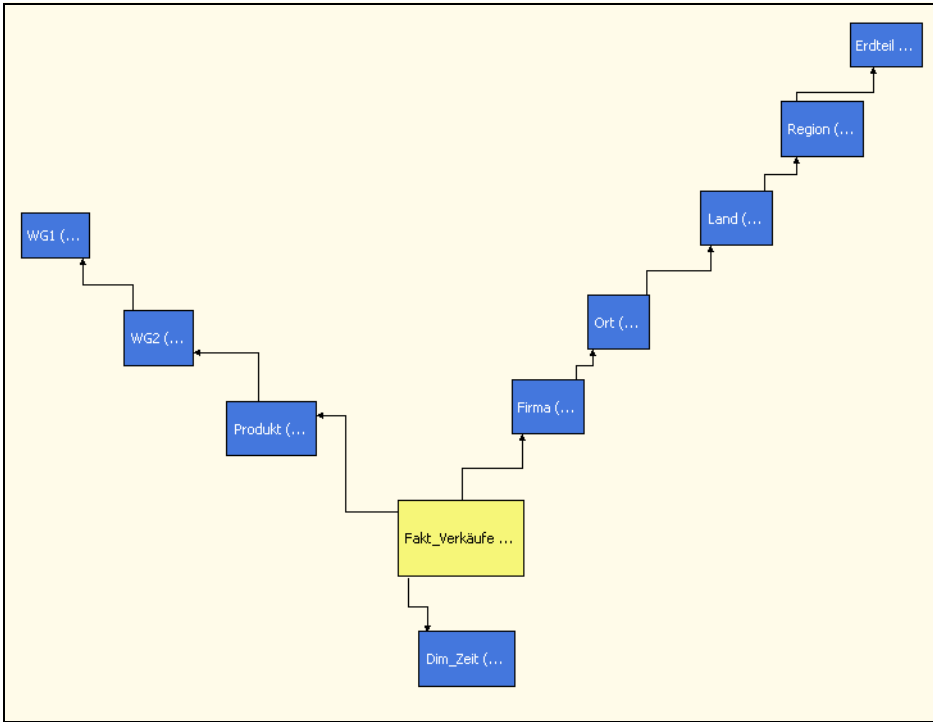 Erdteil ...
Region (...
Land (...
WG1 (...
Ort (...
WG2 (...
Firma (...
Produkt (...
Fakt_Verkäufe ...
Dim_Zeit (...